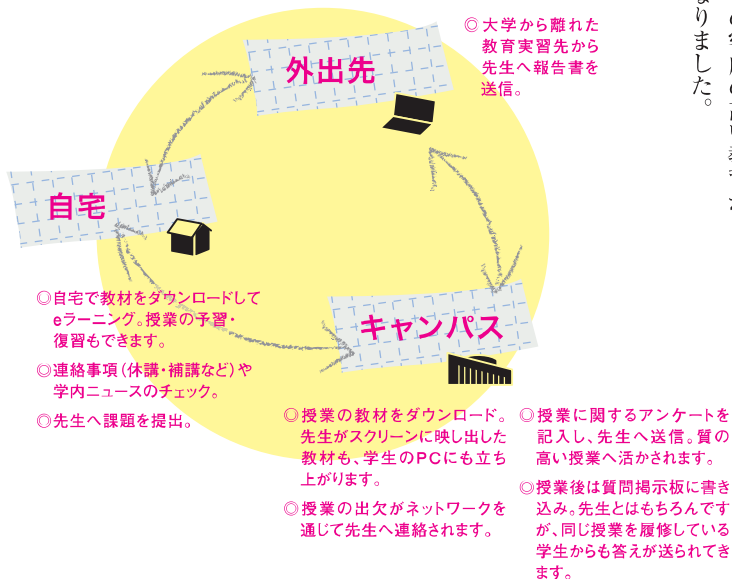 なりました。
外出先
◎大学から離れた
教育実習先から
先生へ報告書を
送信。
自宅
◎自宅で教材をダウンロードして
eラーニング。授業の予習・
復習もできます。
◎連絡事項(休講・補講など)や
学内ニュースのチェック。
◎先生へ課題を提出。
キャンパス
◎授業の教材をダウンロード。
先生がスクリーンに映し出した
教材も、学生のPCにも立ち
上がります。
◎授業の出欠がネットワークを
通じて先生へ連絡されます。
◎授業に関するアンケートを
記入し、先生へ送信。質の
高い授業へ活かされます。
◎授業後は質問掲示板に書き
込み。先生とはもちろんです
が、同じ授業を履修している
学生からも答えが送られてき
ます。